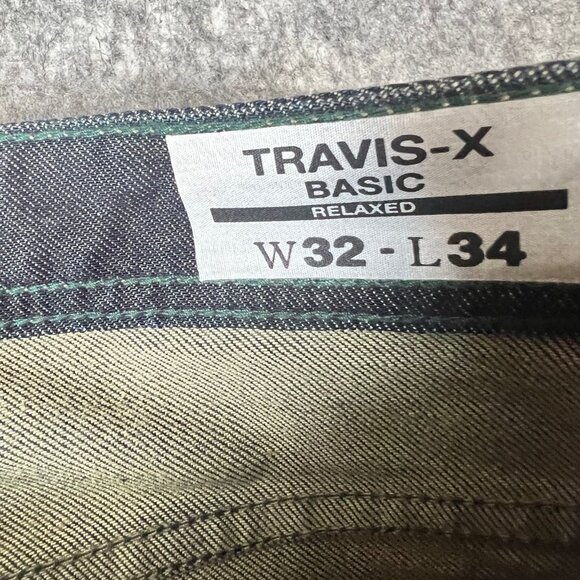 TRAVIS-X
BASIC
RELAXED
W32-L34